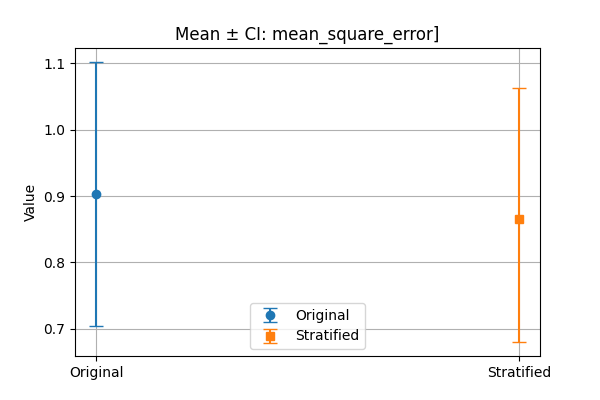 Mean ± CI: mean_square_error]
Value
1.1
1.0
0.9
0.8
0.7
Original
Stratified
Original
Stratified